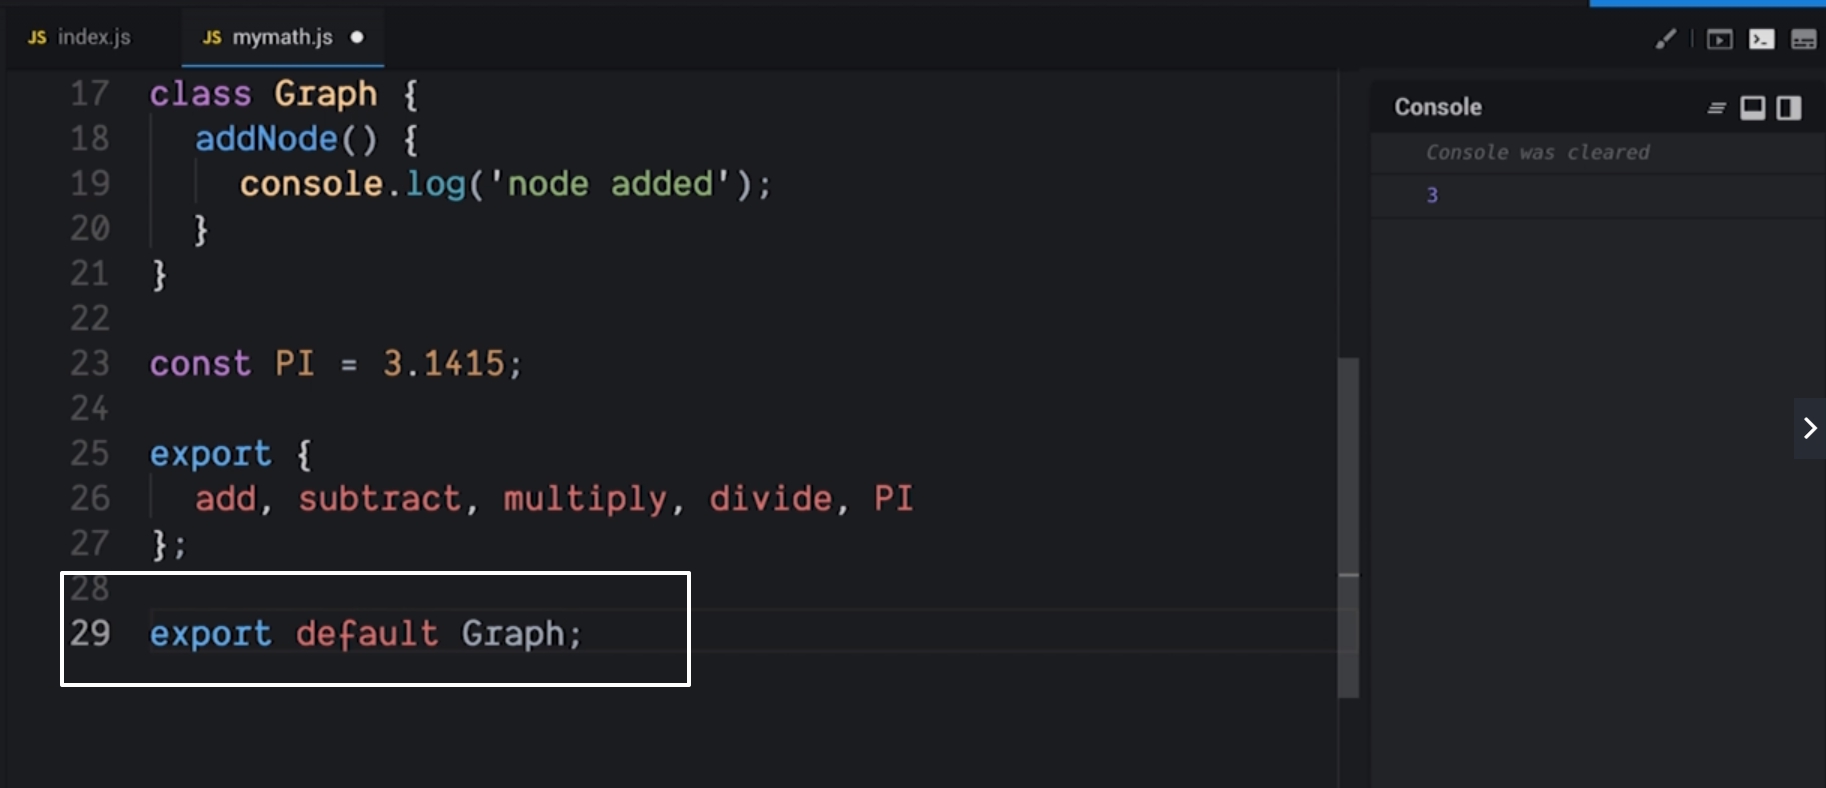 JS index.js
JS mymath.js
17 class Graph {
18 addNode() {
19 console.log('node added');
20 }
21 }
22
23 const PI = 3.1415;
24
25 export {
26 add, subtract, multiply, divide, PI
27 };
28
29 export default Graph;
Console
Console was cleared
3